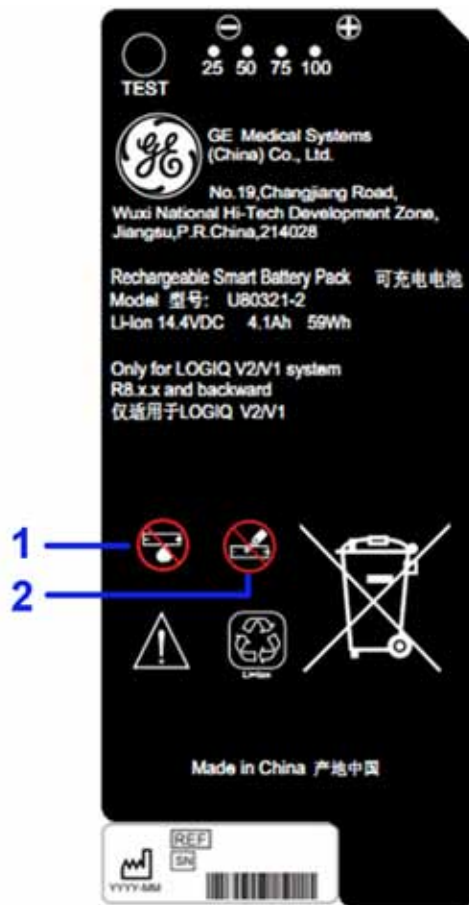 TEST
25 50 75 100
GE
GE Medical Systems
(China) Co., Ltd.
No.19,Changjiang Road,
Wuxi National Hi-Tech Development Zone,
Jiangsu,P.R.China,214028
Rechargeable Smart Battery Pack 可充电电池
Model 型号: U80321-2
Li-Ion 14.4VDC 4.1Ah 59Wh
Only for LOGIQ V2/V1 system
R8.x.x and backward
仅适用于LOGIQ V2/V1
1
2
Li-ion
Made in China 产地中国
REF
SN
YYYY-MM